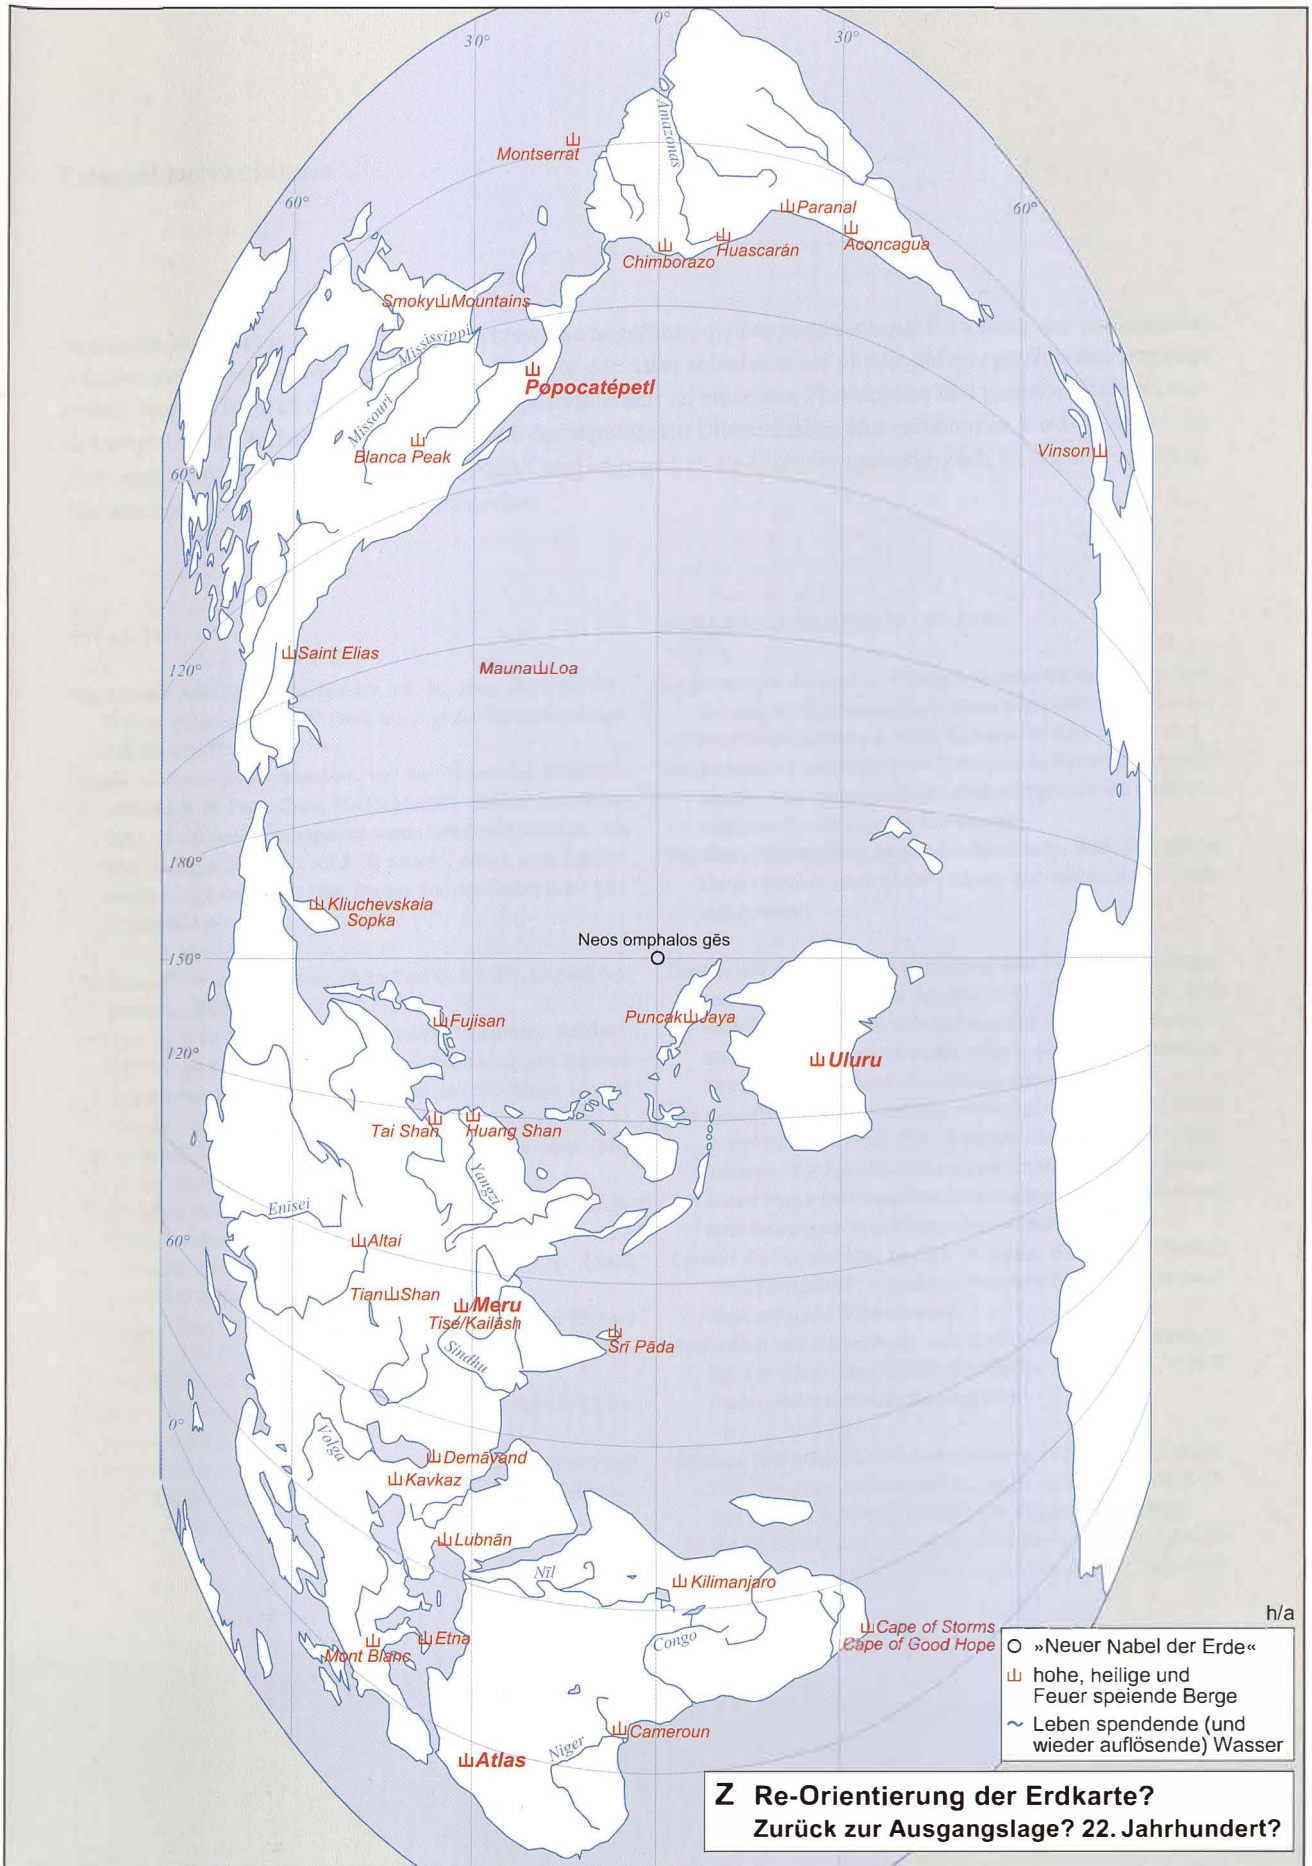 0°
30°
30°
Amazonas
Montserrat
60°
60°
Paranal
Aconcagua
Huascarán
Chimborazo
Smoky Mountains
Mississippi
Popocatépetl
Missouri
Blanca Peak
Vinson
60°
Saint Elias
Mauna Loa
120°
180°
Kliuchevskaia
Sopka
Neos omphalos gēs
150°
Puncak Jaya
Fujisan
120°
Uluru
Tai Shan
Huang Shan
Yangzi
Enisei
60°
Altai
Tian Shan
Meru
Tise/Kailāsh
Sindhu
Śrī Pāda
0°
Volga
Demāvand
Kavkaz
Lubnān
Nīl
Kilimanjaro
Cape of Storms
Cape of Good Hope
Congo
Etna
Mont Blanc
Cameroun
Niger
Atlas
h/a
»Neuer Nabel der Erde«
hohe, heilige und
Feuer speiende Berge
Leben spendende (und
wieder auflösende) Wasser
Z Re-Orientierung der Erdkarte?
Zurück zur Ausgangslage? 22. Jahrhundert?